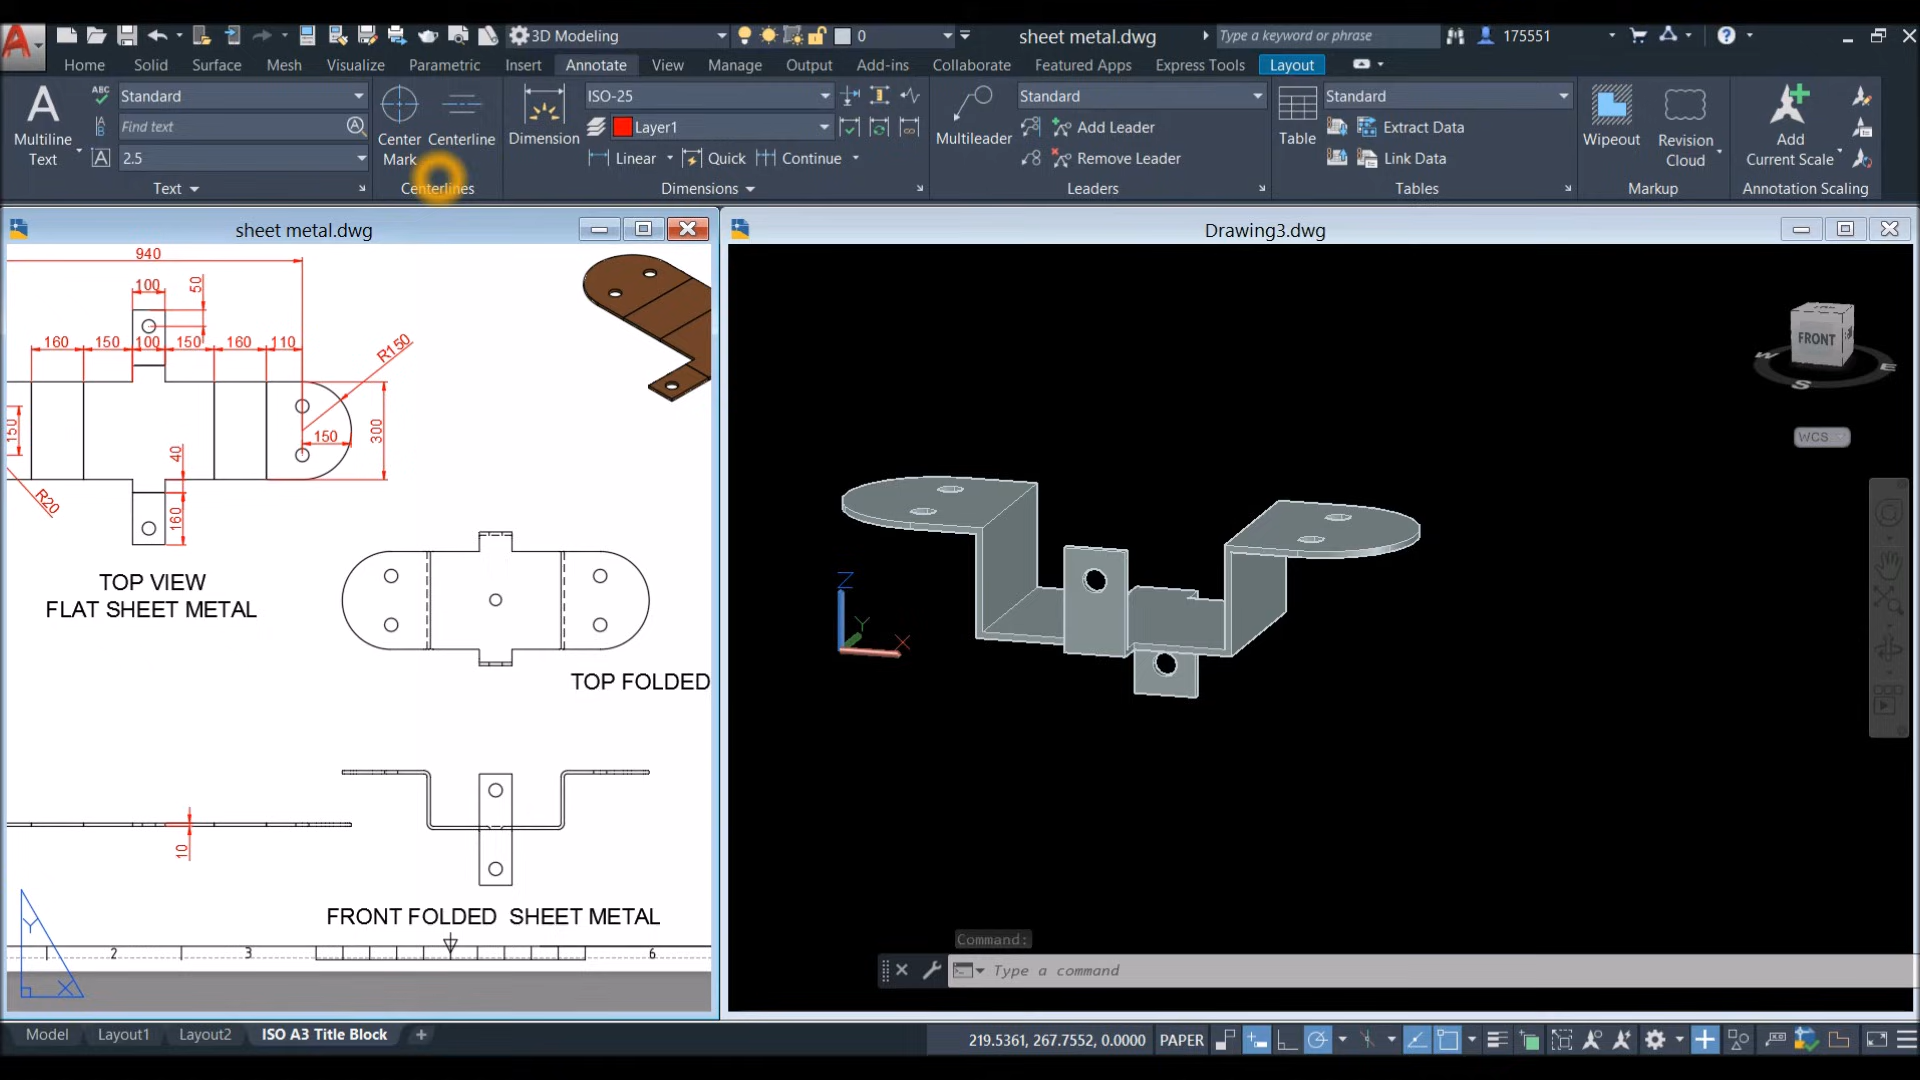 3D Modeling
0
sheet metal.dwg
Type a keyword or phrase
175551
Home Solid Surface Mesh Visualize Parametric Insert Annotate View Manage Output Add-ins Collaborate Featured Apps Express Tools Layout
Multiline Text
Standard
Find text
2.5
Text
Center Mark
Centerline
Centerlines
Dimension
ISO-25
Layer1
Linear Quick Continue
Dimensions
Multileader
Standard
Add Leader
Remove Leader
Leaders
Table
Standard
Extract Data
Link Data
Tables
Wipeout
Revision Cloud
Markup
Add Current Scale
Annotation Scaling
sheet metal.dwg
Drawing3.dwg
940
100
50
160 150 100 150 160 110
R150
150
300
150
40
160
R20
TOP VIEW
FLAT SHEET METAL
TOP FOLDED
10
FRONT FOLDED SHEET METAL
2 3 6
Y
X
FRONT
W
S
E
WCS
Z
Y
X
Command:
Type a command
Model Layout1 Layout2 ISO A3 Title Block
219.5361, 267.7552, 0.0000 PAPER